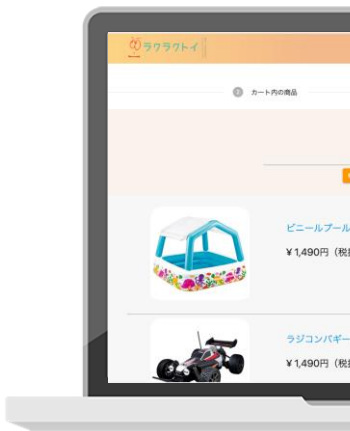 ラクラクトイ
カート内の商品
ビニールプール
¥1,490円（税
ラジコンバギー
¥1,490円（税